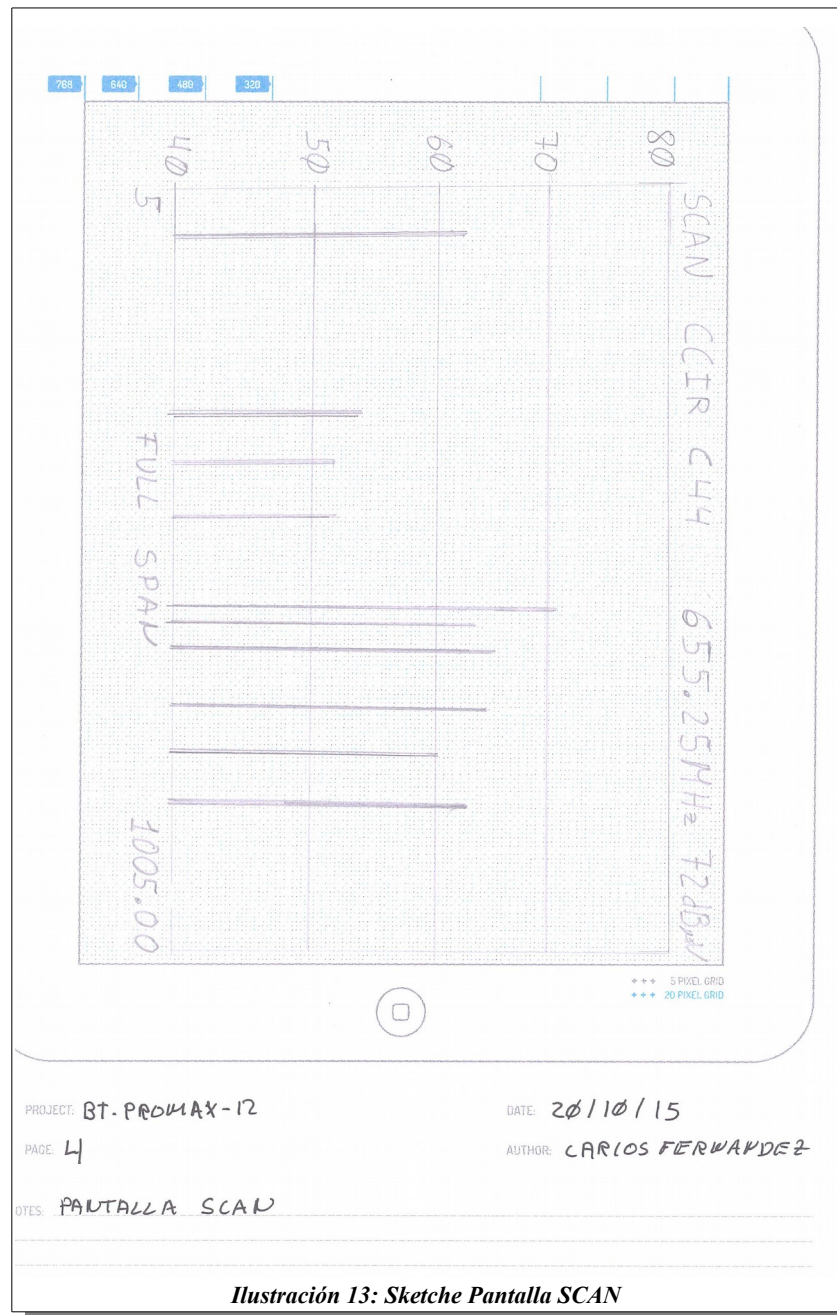 768 640 480 320
SCAN CCIR C44 655.25MHz 72dBµV
80
70
60
50
40
5 FULL SPAN 1005.00
5 PIXEL GRID
20 PIXEL GRID
PROJECT: BT-PROMAX-12
DATE: 20/10/15
PAGE: 4
AUTHOR: CARLOS FERNANDEZ
OTES: PANTALLA SCAN
Ilustración 13: Sketche Pantalla SCAN